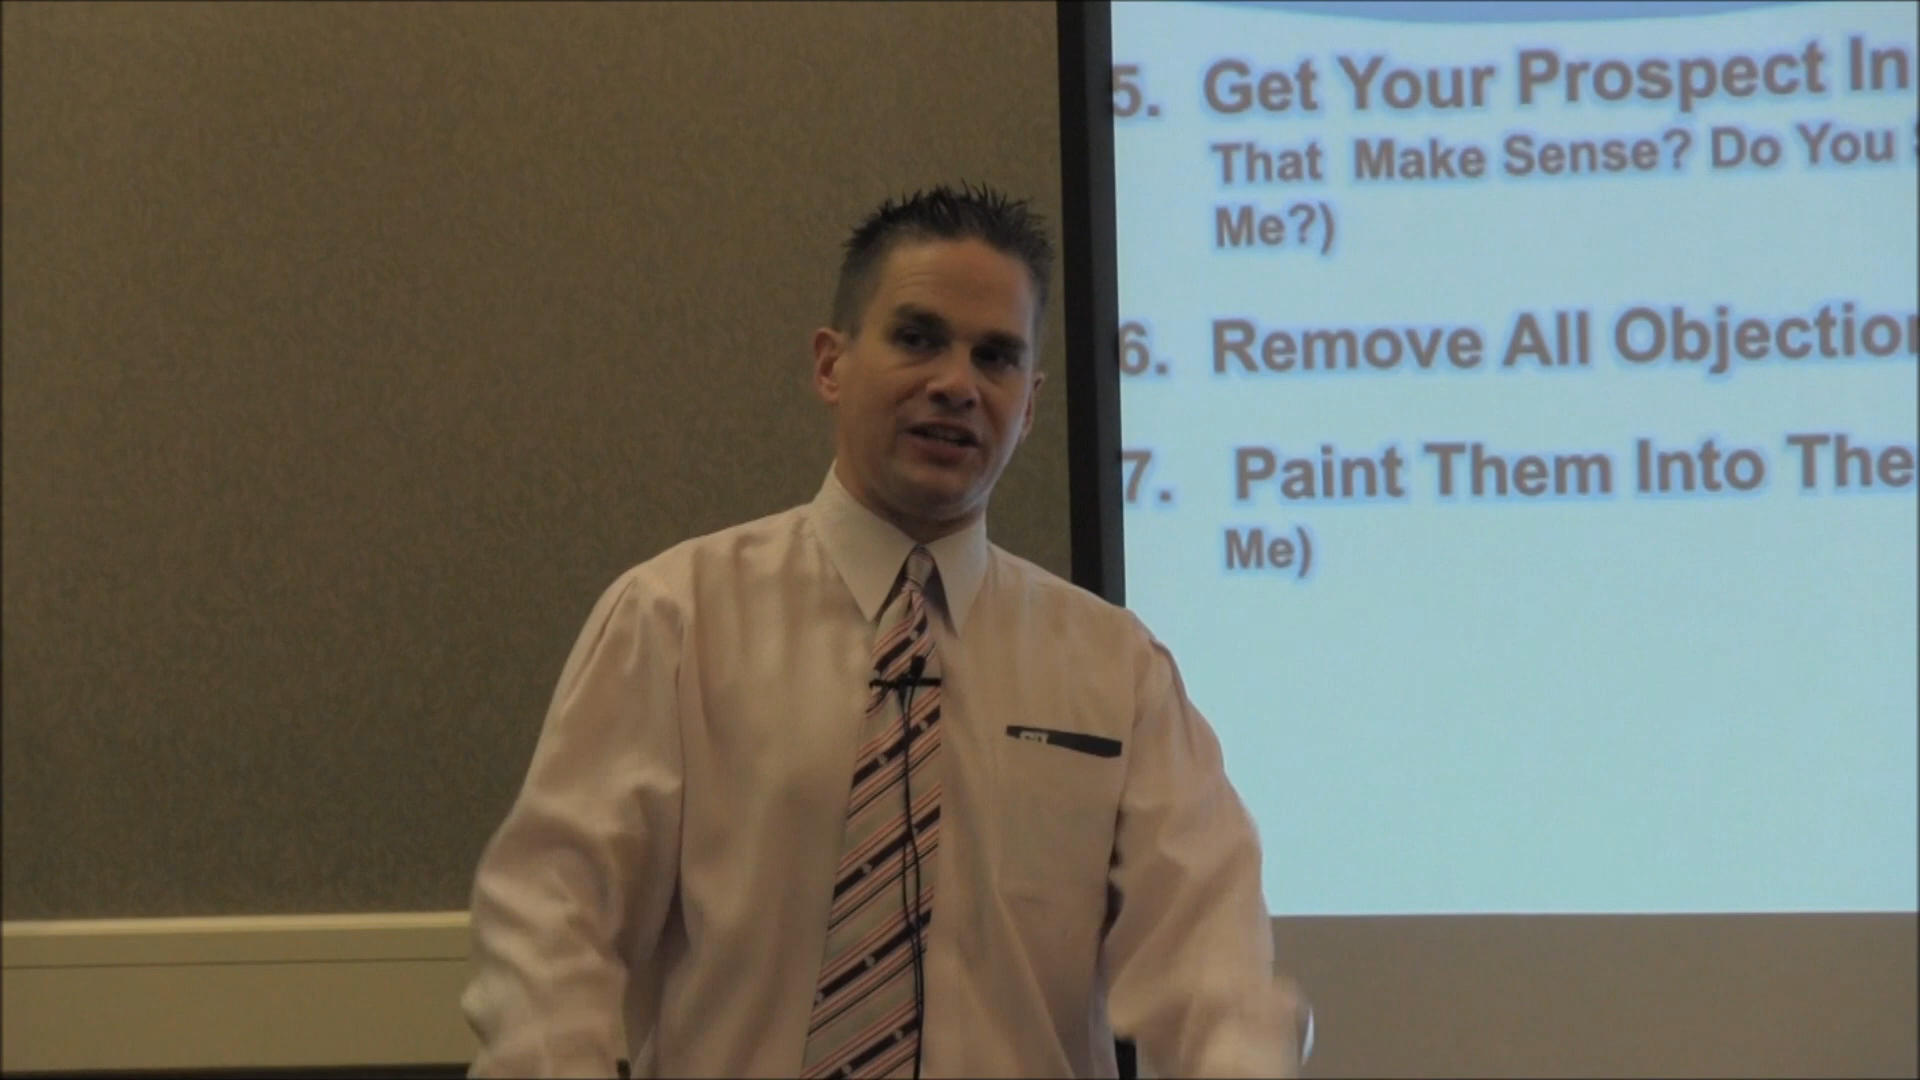 5. Get Your Prospect In
That Make Sense? Do You
Me?)
6. Remove All Objection
7. Paint Them Into The
Me)